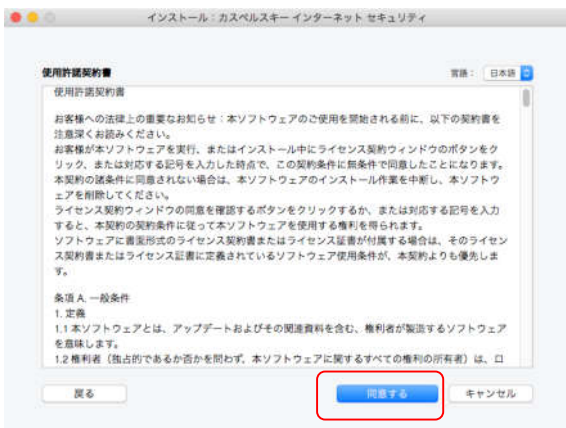 インストール：カスペルスキー インターネット セキュリティ
使用許諾契約書
言語： 日本語
使用許諾契約書
お客様への法律上の重要なお知らせ：本ソフトウェアのご使用を開始される前に、以下の契約書を
注意深くお読みください。
お客様が本ソフトウェアを実行、またはインストール中にライセンス契約ウィンドウのボタンをク
リック、または対応する記号を入力した時点で、この契約条件に無条件で同意したことになります。
本契約の諸条件に同意されない場合は、本ソフトウェアのインストール作業を中断し、本ソフトウ
ェアを削除してください。
ライセンス契約ウィンドウの同意を確認するボタンをクリックするか、または対応する記号を入力
すると、本契約の契約条件に従って本ソフトウェアを使用する権利を得られます。
ソフトウェアに書面形式のライセンス契約書またはライセンス証書が付属する場合は、そのライセン
ス契約書またはライセンス証書に定義されているソフトウェア使用条件が、本契約よりも優先しま
す。
条項 A. 一般条件
1. 定義
1.1 本ソフトウェアとは、アップデートおよびその関連資料を含む、権利者が製造するソフトウェア
を意味します。
1.2 権利者（独占的であるか否かを問わず、本ソフトウェアに関するすべての権利の所有者）は、ロ
戻る 同意する キャンセル